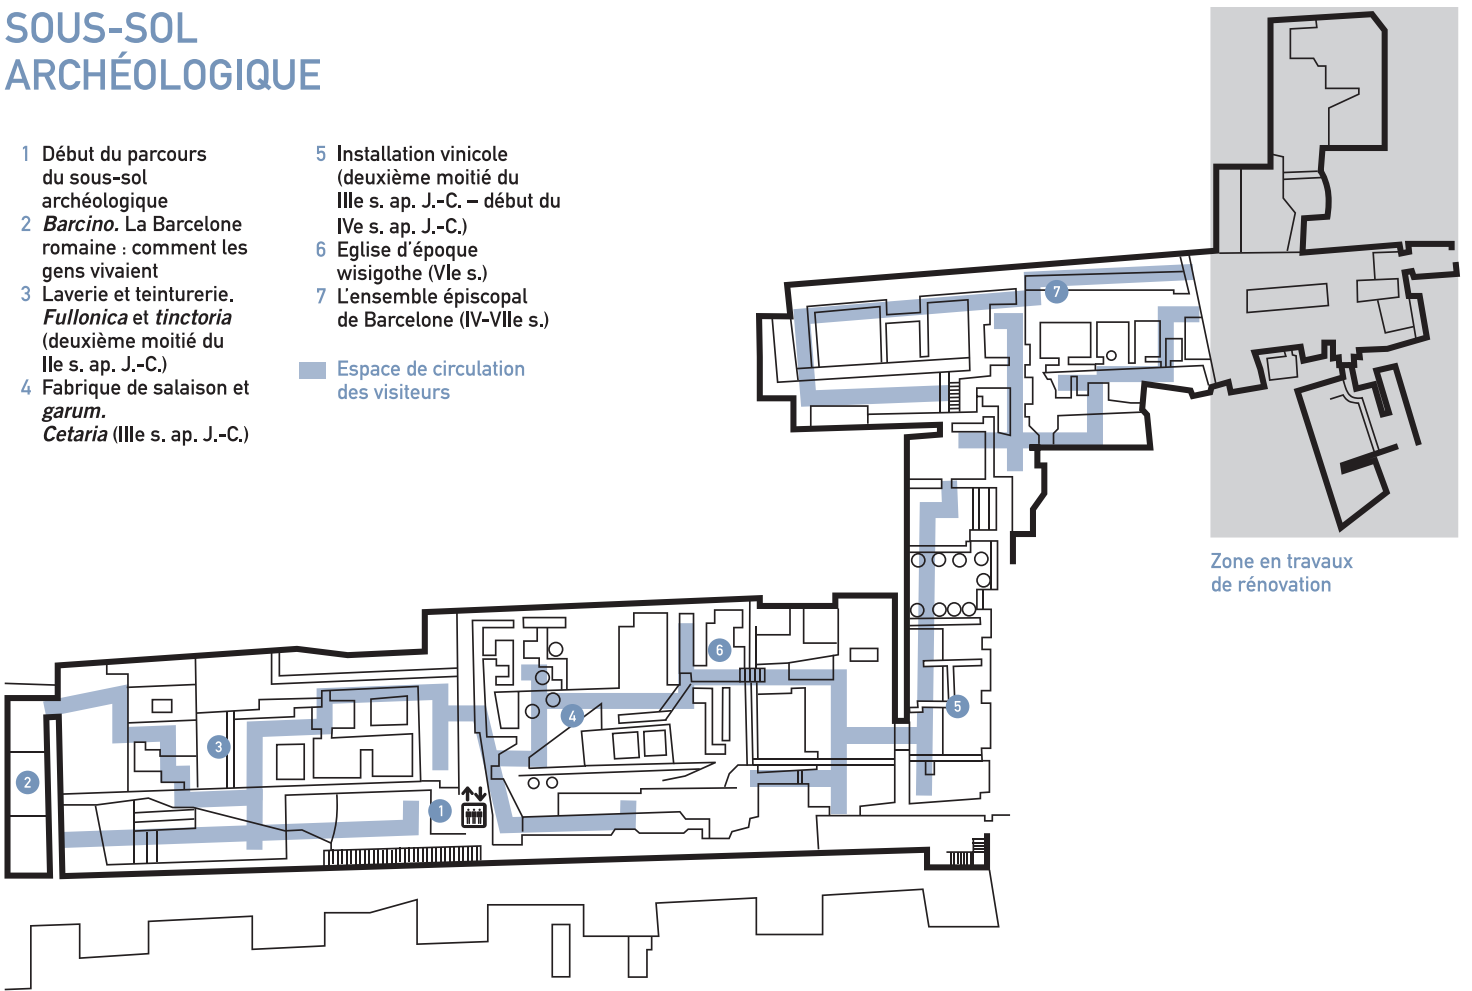 SOUS-SOL
ARCHÉOLOGIQUE
1 Début du parcours
du sous-sol
archéologique
2 Barcino. La Barcelone
romaine : comment les
gens vivaient
3 Laverie et teinturerie.
Fullonica et tinctoria
(deuxième moitié du
IIe s. ap. J.-C.)
4 Fabrique de salaison et
garum.
Cetaria (IIIe s. ap. J.-C.)
5 Installation vinicole
(deuxième moitié du
IIIe s. ap. J.-C. – début du
IVe s. ap. J.-C.)
6 Eglise d'époque
wisigothe (VIe s.)
7 L'ensemble épiscopal
de Barcelone (IV-VIIe s.)
Espace de circulation
des visiteurs
7
Zone en travaux
de rénovation
6
5
4
3
2
1